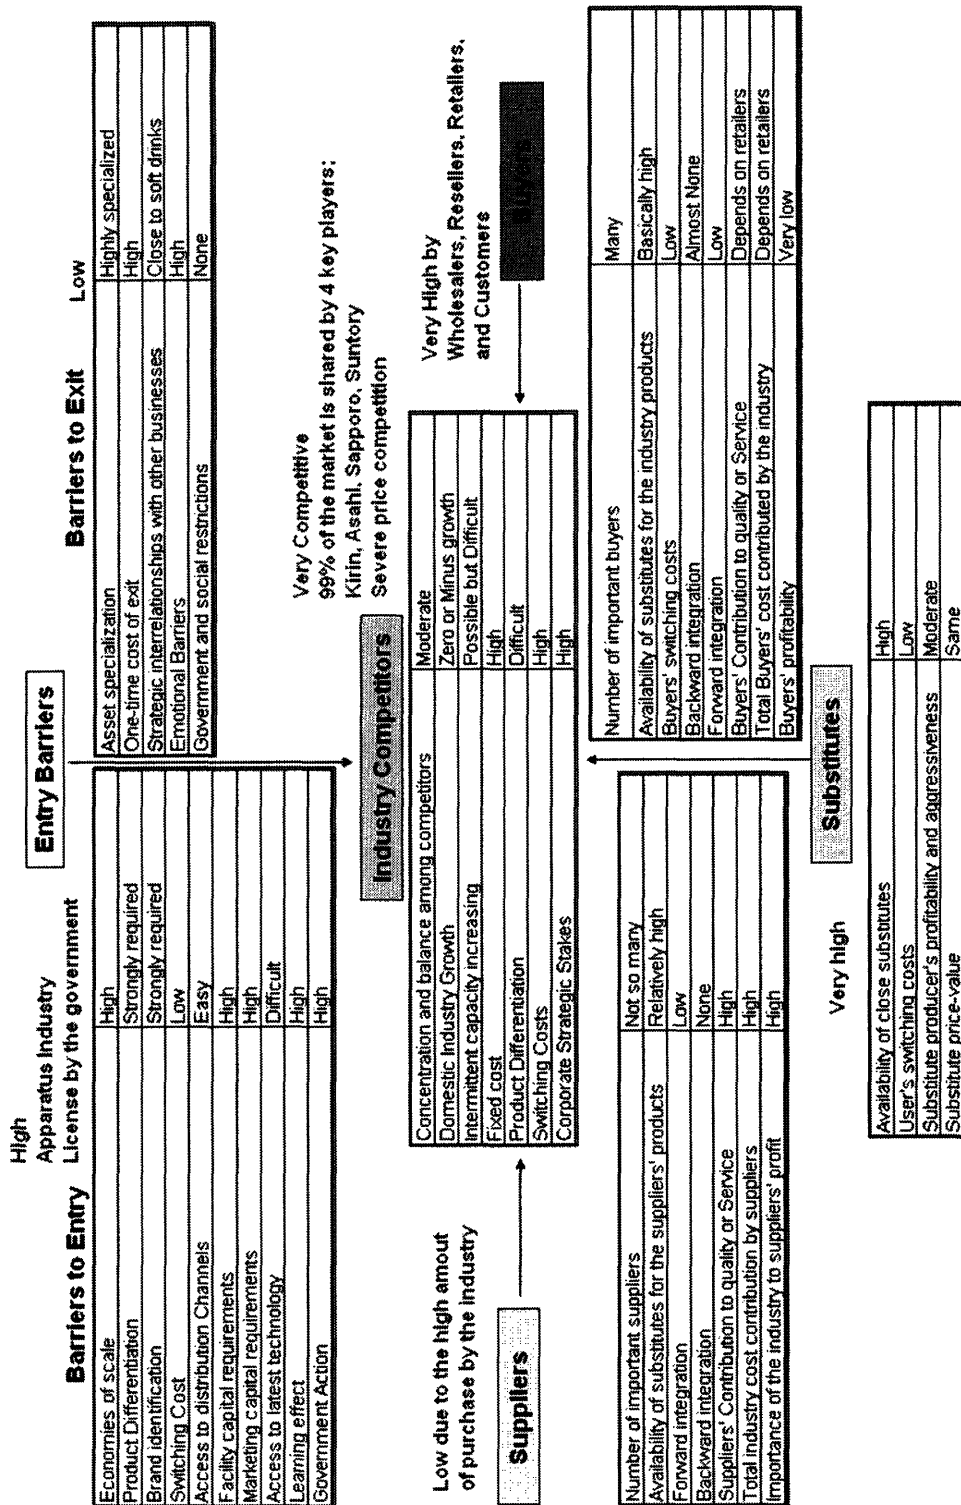 High
Apparatus Industry
License by the government
Entry Barriers
Barriers to Entry
Economies of scale High
Product Differentiation Strongly required
Brand identification Strongly required
Switching Cost Low
Access to distribution Channels Easy
Facility capital requirements High
Marketing capital requirements High
Access to latest technology Difficult
Learning effect High
Government Action High
Barriers to Exit
Low
Asset specialization Highly specialized
One-time cost of exit High
Strategic interrelationships with other businesses Close to soft drinks
Emotional Barriers High
Government and social restrictions None
Very Competitive
99% of the market is shared by 4 key players:
Kirin, Asahi, Sapporo, Suntory
Severe price competition
Industry Competitors
Concentration and balance among competitors Moderate
Domestic Industry Growth Zero or Minus growth
Intermittent capacity increasing Possible but Difficult
Fixed cost High
Product Differentiation Difficult
Switching Costs High
Corporate Strategic Stakes High
Low due to the high amout
of purchase by the industry
Suppliers
Very High by
Wholesalers, Resellers, Retailers,
and Customers
Buyers
Number of important suppliers Not so many
Availability of substitutes for the suppliers' products Relatively high
Forward integration Low
Backward integration None
Suppliers' Contribution to quality or Service High
Total industry cost contribution by suppliers High
Importance of the industry to suppliers' profit High
Number of important buyers Many
Availability of substitutes for the industry products Basically high
Buyers' switching costs Low
Backward integration Almost None
Forward integration Low
Buyers' Contribution to quality or Service Depends on retailers
Total Buyers' cost contributed by the industry Depends on retailers
Buyers' profitability Very low
Very high
Substitutes
Availability of close substitutes High
User's switching costs Low
Substitute producer's profitability and aggressiveness Moderate
Substitute price-value Same